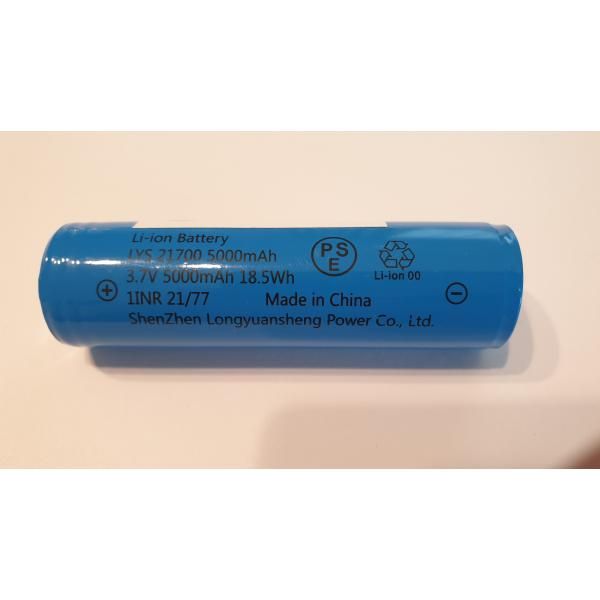 Li-ion Battery
LYS 21700 5000mAh
3.7V 5000mAh 18.5Wh
1INR 21/77 Made in China
ShenZhen Longyuansheng Power Co., Ltd.
PS
E
Li-ion 00
+
-